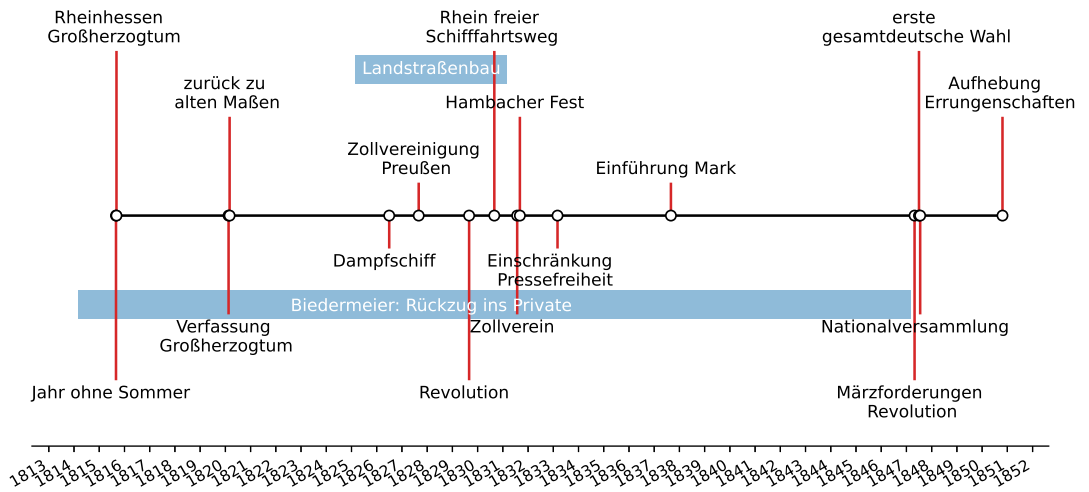 Rheinhessen
Großherzogtum
Rhein freier
Schifffahrtsweg
erste
gesamtdeutsche Wahl
Landstraßenbau
zurück zu
alten Maßen
Hambacher Fest
Aufhebung
Errungenschaften
Zollvereinigung
Preußen
Einführung Mark
Dampfschiff
Einschränkung
Pressefreiheit
Biedermeier: Rückzug ins Private
Verfassung
Großherzogtum
Zollverein
Nationalversammlung
Jahr ohne Sommer
Revolution
Märzforderungen
Revolution
1813 1814 1815 1816 1817 1818 1819 1820 1821 1822 1823 1824 1825 1826 1827 1828 1829 1830 1831 1832 1833 1834 1835 1836 1837 1838 1839 1840 1841 1842 1843 1844 1845 1846 1847 1848 1849 1850 1851 1852